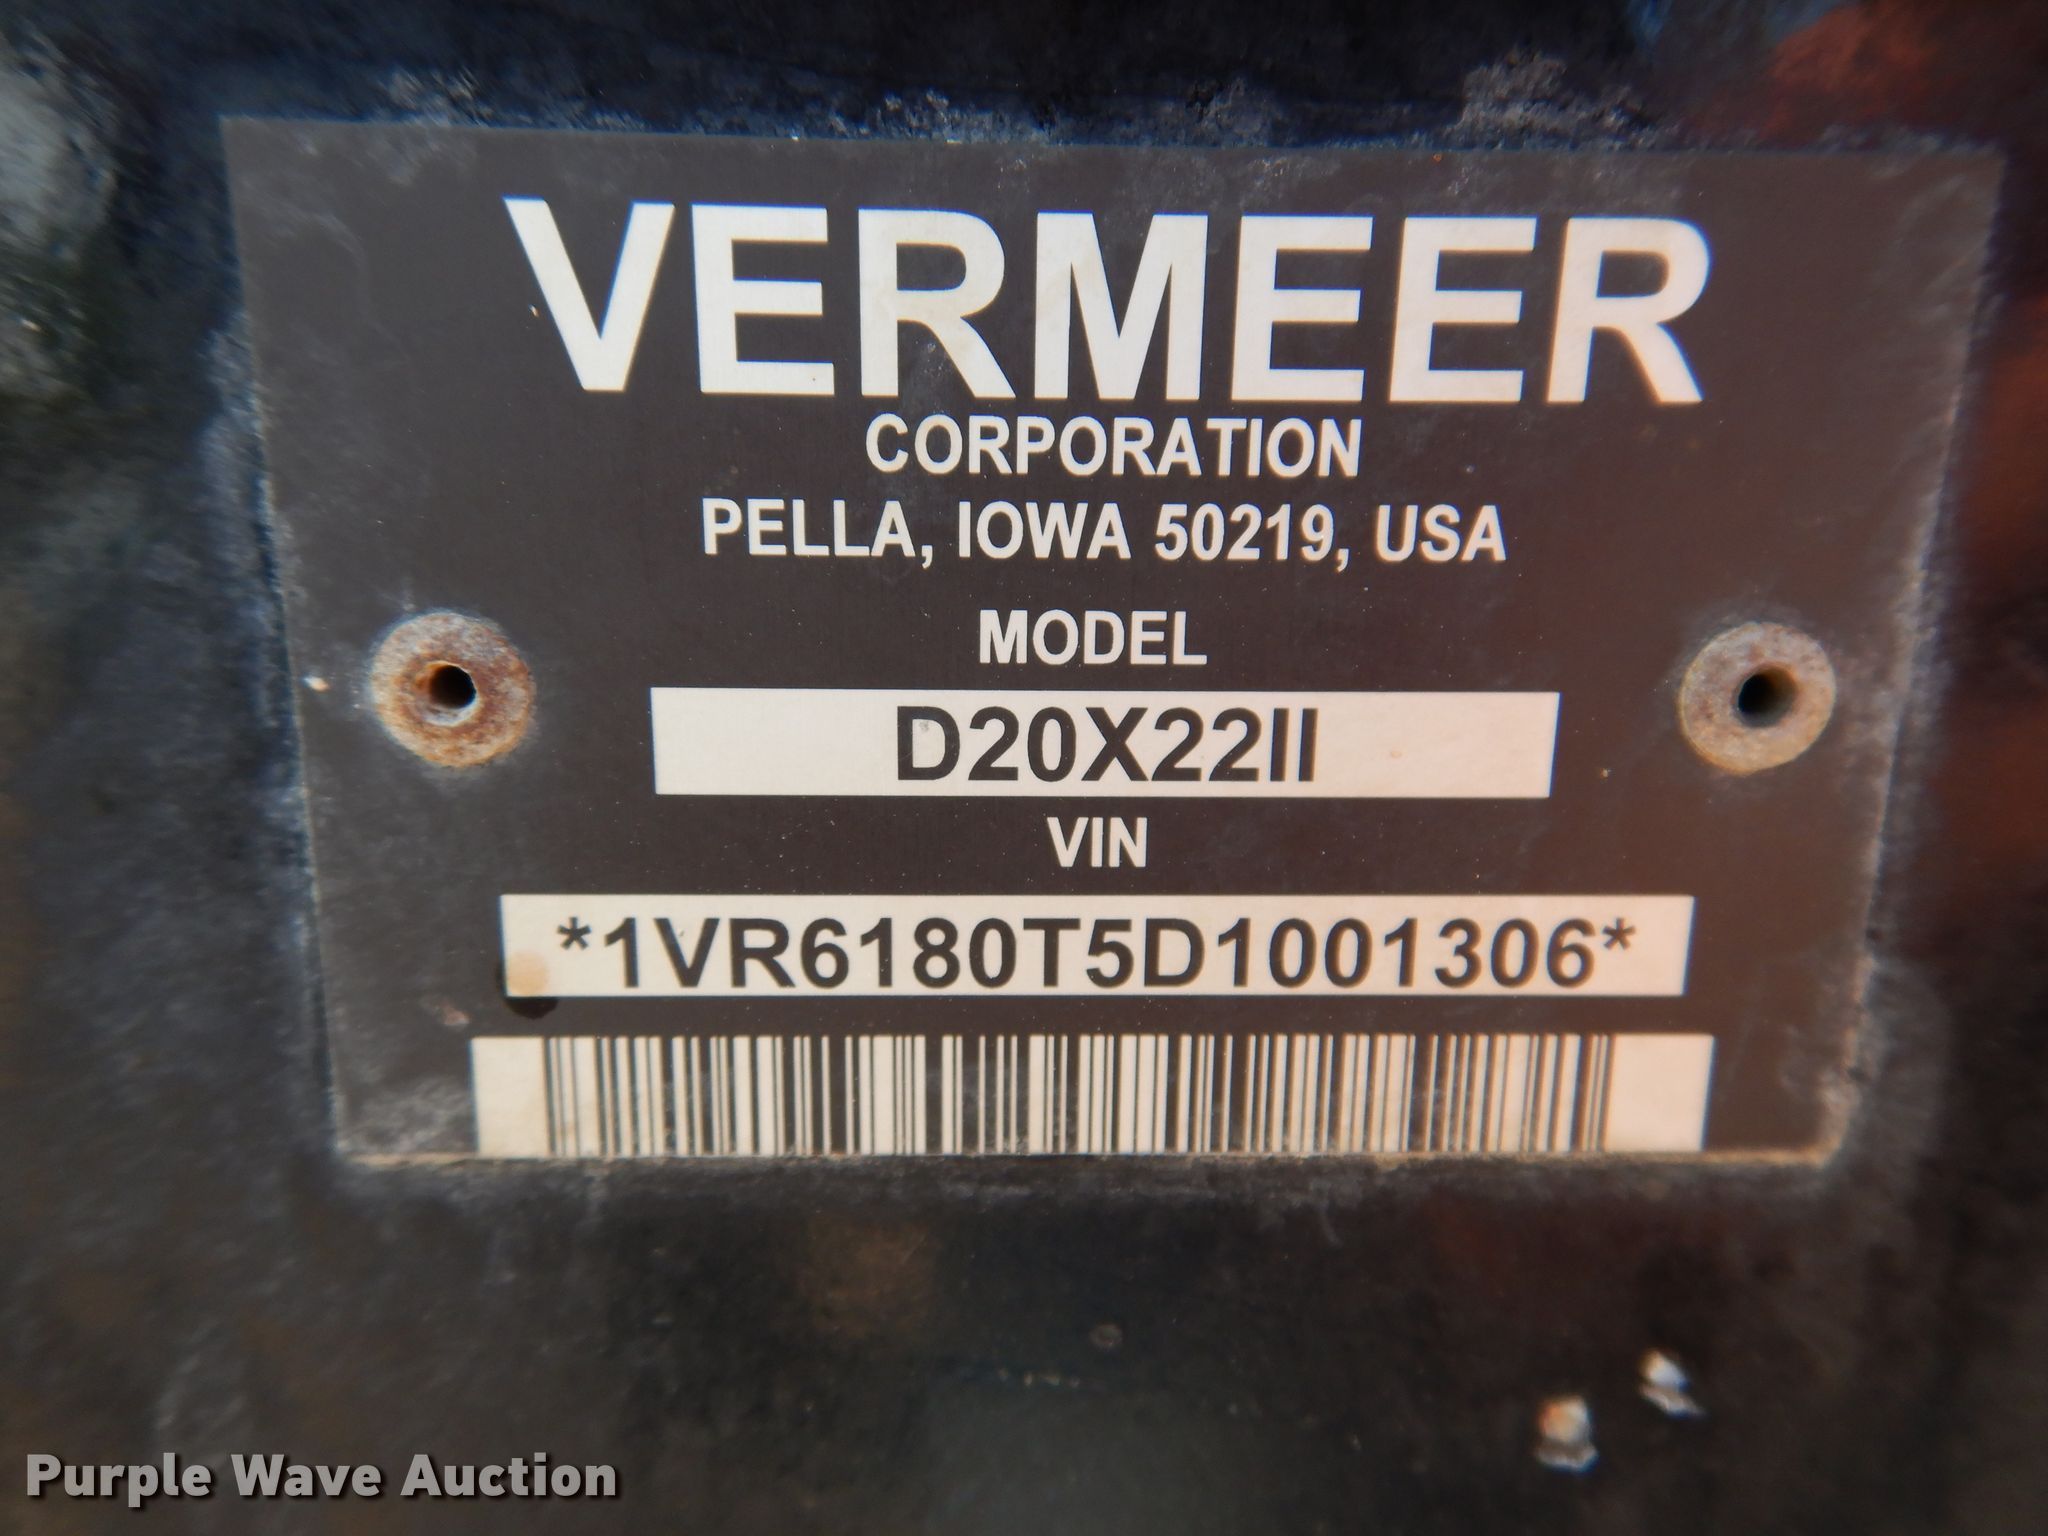 VERMEER
CORPORATION
PELLA, IOWA 50219, USA
MODEL
D20X22II
VIN
*1VR6180T5D1001306*
Purple Wave Auction